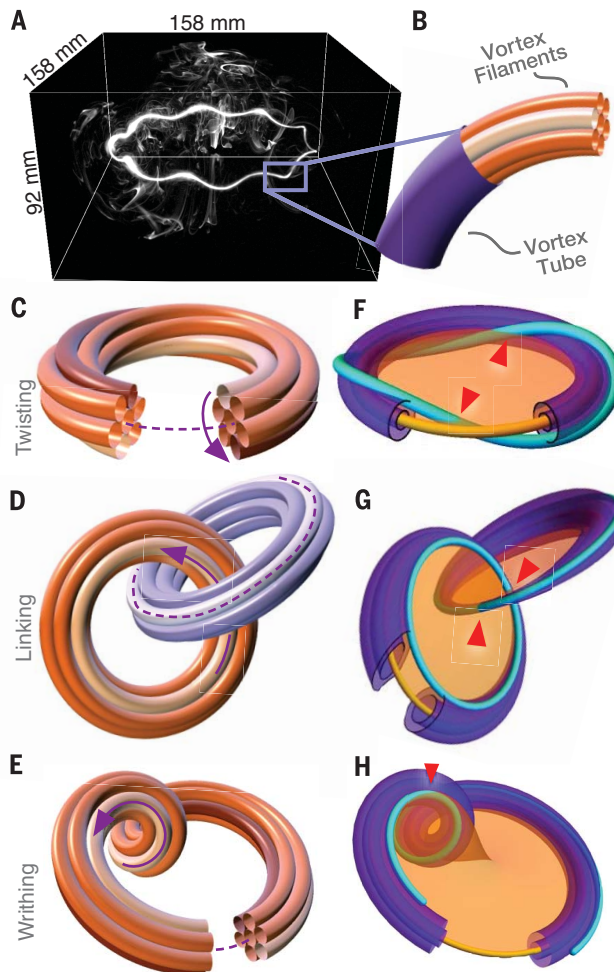 A
158 mm
B
158 mm
92 mm
Vortex
Filaments
Vortex
Tube
C
F
Twisting
D
G
Linking
E
H
Writhing